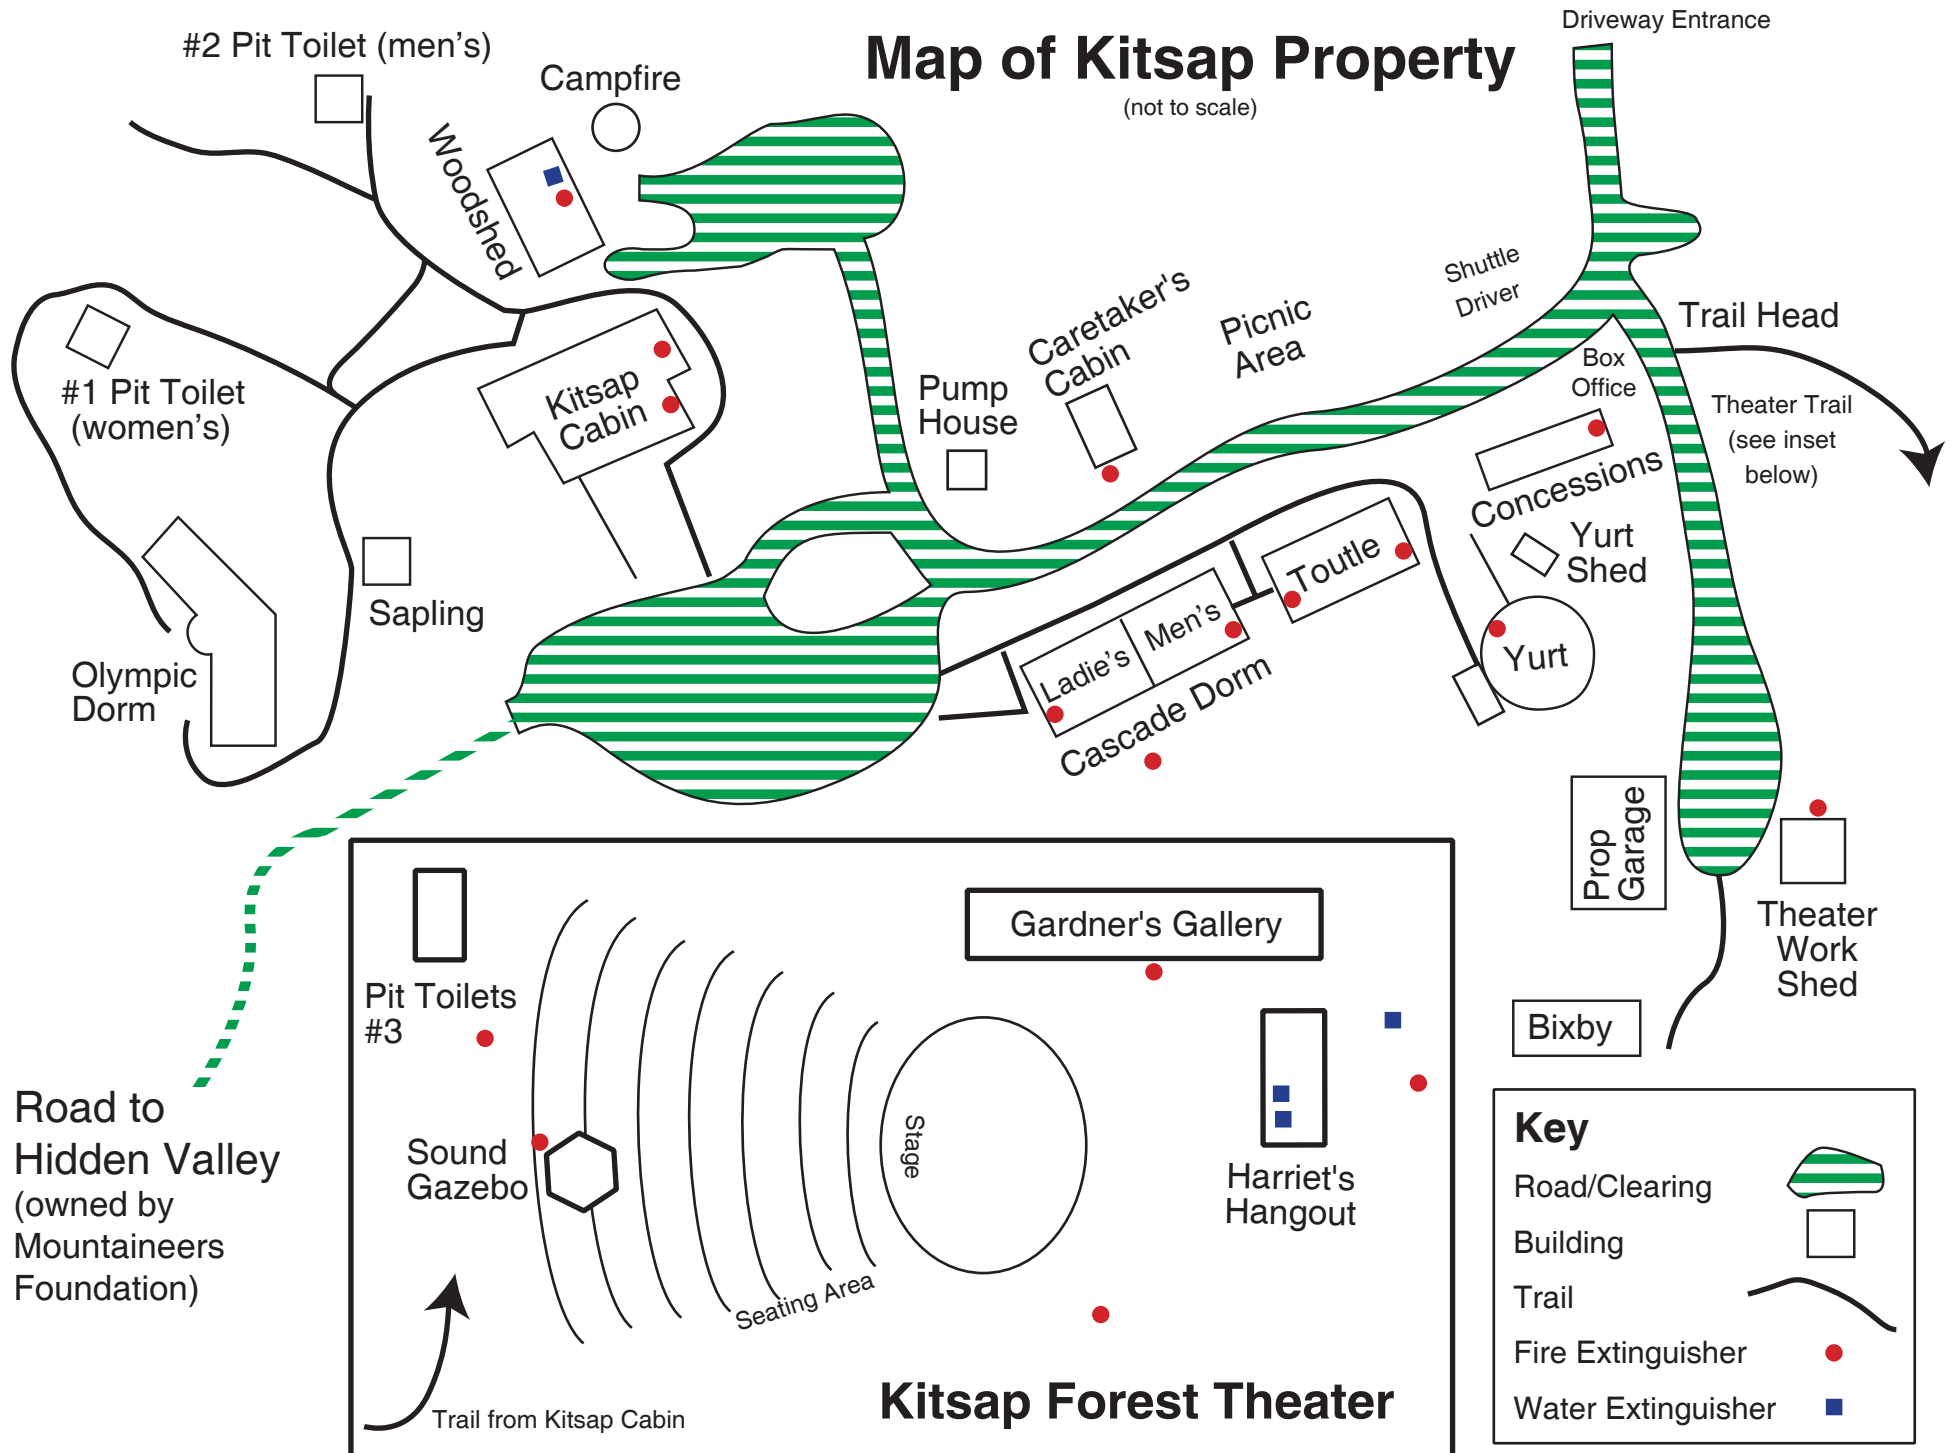 Driveway Entrance
#2 Pit Toilet (men's)
Map of Kitsap Property
(not to scale)
Campfire
Woodshed
Shuttle
Driver
Caretaker's
Cabin
Picnic
Area
Trail Head
Box
Office
#1 Pit Toilet
(women's)
Kitsap
Cabin
Pump
House
Theater Trail
(see inset
below)
Concessions
Yurt
Shed
Toutle
Sapling
Men's
Ladie's
Yurt
Olympic
Dorm
Cascade Dorm
Prop
Garage
Theater
Work
Shed
Gardner's Gallery
Pit Toilets
#3
Bixby
Road to
Hidden Valley
(owned by
Mountaineers
Foundation)
Sound
Gazebo
Stage
Harriet's
Hangout
Seating Area
Trail from Kitsap Cabin
Kitsap Forest Theater
Key
Road/Clearing
Building
Trail
Fire Extinguisher
Water Extinguisher